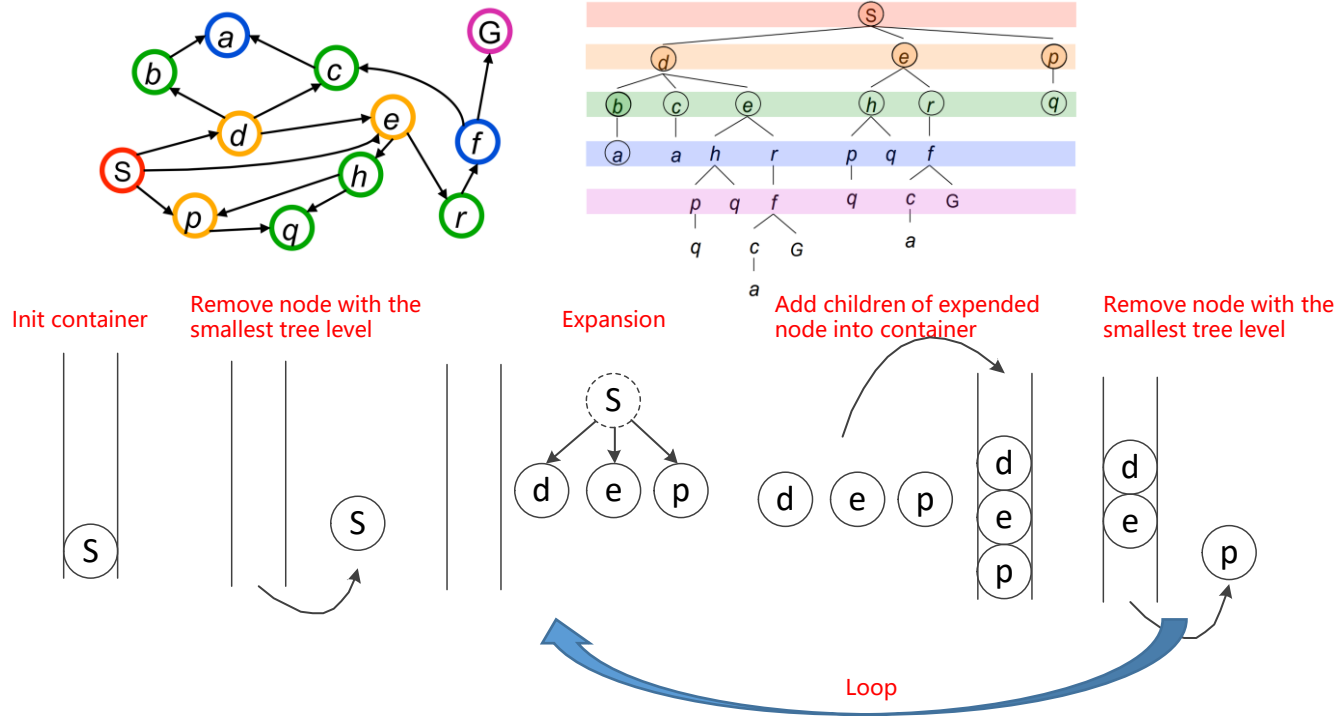 a
G
b
c
d
e
f
S
h
p
q
r
S
d e p
b c e h r q
a a h r p q f
p q f q c G
q c G a
a
Init container
Remove node with the
smallest tree level
Expansion
Add children of expended
node into container
Remove node with the
smallest tree level
S
S
S
d e p
d e p
d
e
p
d
e
p
Loop